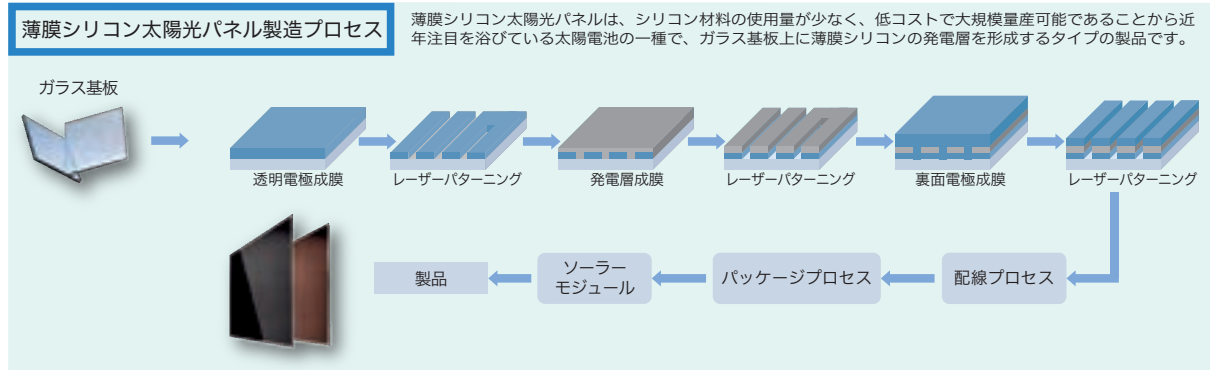 薄膜シリコン太陽光パネル製造プロセス
薄膜シリコン太陽光パネルは、シリコン材料の使用量が少なく、低コストで大規模量産可能であることから近
年注目を浴びている太陽電池の一種で、ガラス基板上に薄膜シリコンの発電層を形成するタイプの製品です。
ガラス基板
透明電極成膜
レーザーパターニング
発電層成膜
レーザーパターニング
裏面電極成膜
レーザーパターニング
配線プロセス
パッケージプロセス
ソーラー
モジュール
製品